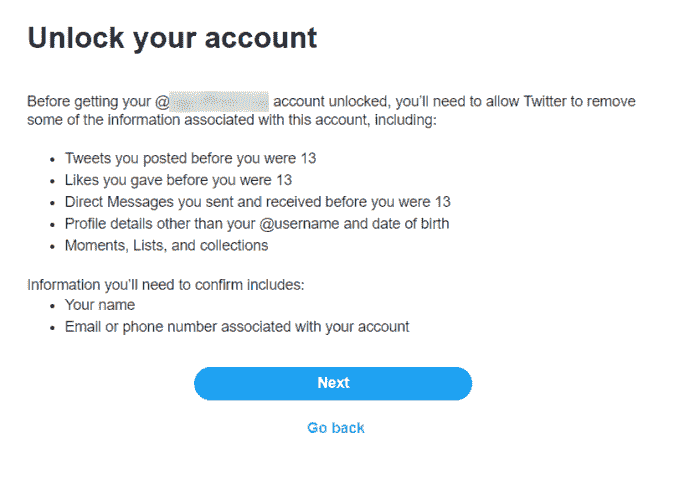 Unlock your account
Before getting your @ account unlocked, you'll need to allow Twitter to remove
some of the information associated with this account, including:
• Tweets you posted before you were 13
• Likes you gave before you were 13
• Direct Messages you sent and received before you were 13
• Profile details other than your @username and date of birth
• Moments, Lists, and collections
Information you'll need to confirm includes:
• Your name
• Email or phone number associated with your account
Next
Go back